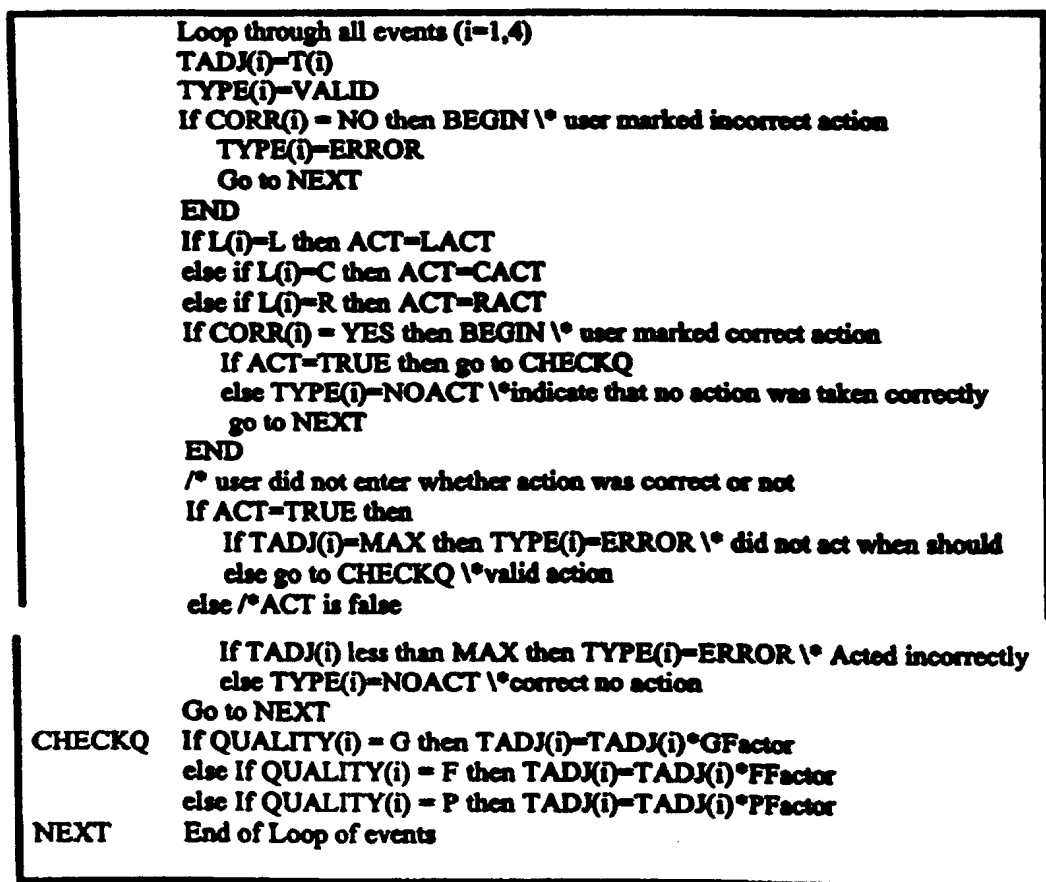 Loop through all events (i=1,4)
TADJ(i)=T(i)
TYPE(i)=VALID
If CORR(i) = NO then BEGIN \* user marked incorrect action
TYPE(i)=ERROR
Go to NEXT
END
If L(i)=L then ACT=LACT
else if L(i)=C then ACT=CACT
else if L(i)=R then ACT=RACT
If CORR(i) = YES then BEGIN \* user marked correct action
If ACT=TRUE then go to CHECKQ
else TYPE(i)=NOACT \*indicate that no action was taken correctly
go to NEXT
END
/* user did not enter whether action was correct or not
If ACT=TRUE then
If TADJ(i)=MAX then TYPE(i)=ERROR \* did not act when should
else go to CHECKQ \*valid action
else /*ACT is false
If TADJ(i) less than MAX then TYPE(i)=ERROR \* Acted incorrectly
else TYPE(i)=NOACT \*correct no action
Go to NEXT
CHECKQ If QUALITY(i) = G then TADJ(i)=TADJ(i)*GFactor
else If QUALITY(i) = F then TADJ(i)=TADJ(i)*FFactor
else If QUALITY(i) = P then TADJ(i)=TADJ(i)*PFactor
NEXT End of Loop of events